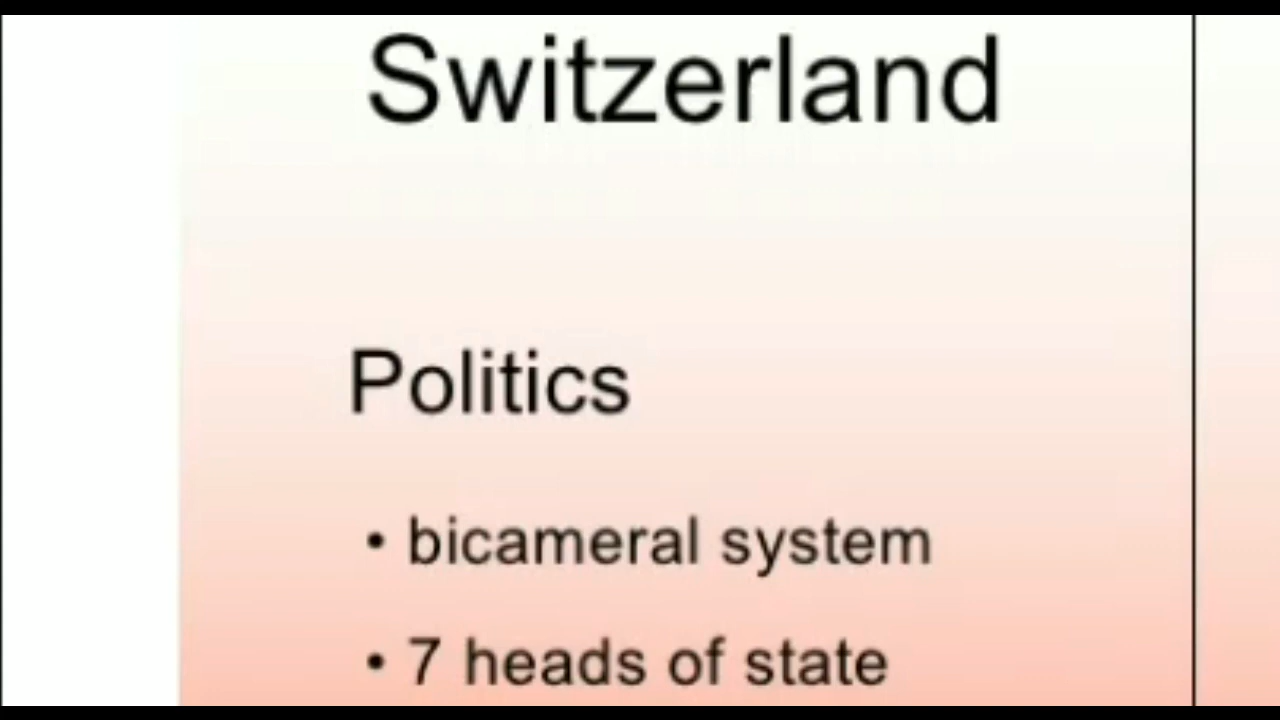 Switzerland
Politics
• bicameral system
• 7 heads of state